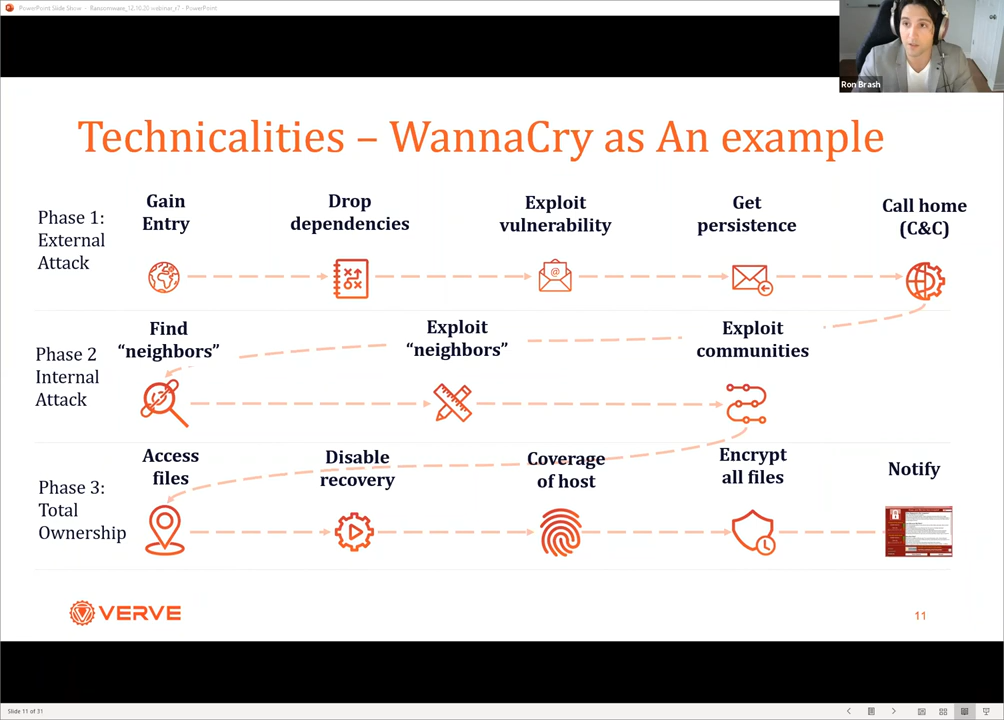 PowerPoint Slide Show - Ransomware_12.10.20 webinar_r7 - PowerPoint
Ron Brash
Technicalities – WannaCry as An example
Phase 1:
External
Attack
Gain
Entry
Drop
dependencies
Exploit
vulnerability
Get
persistence
Call home
(C&C)
Phase 2
Internal
Attack
Find
“neighbors”
Exploit
“neighbors”
Exploit
communities
Phase 3:
Total
Ownership
Access
files
Disable
recovery
Coverage
of host
Encrypt
all files
Notify
VERVE
11
Slide 11 of 31